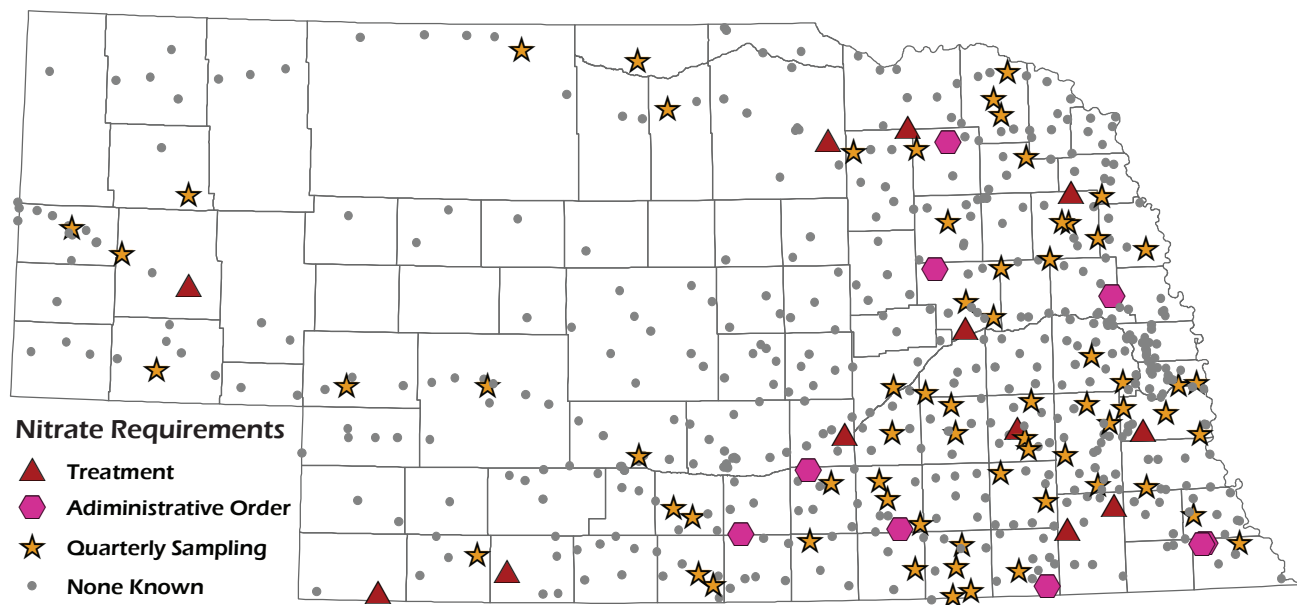 Nitrate Requirements
Treatment
Adiministrative Order
Quarterly Sampling
None Known